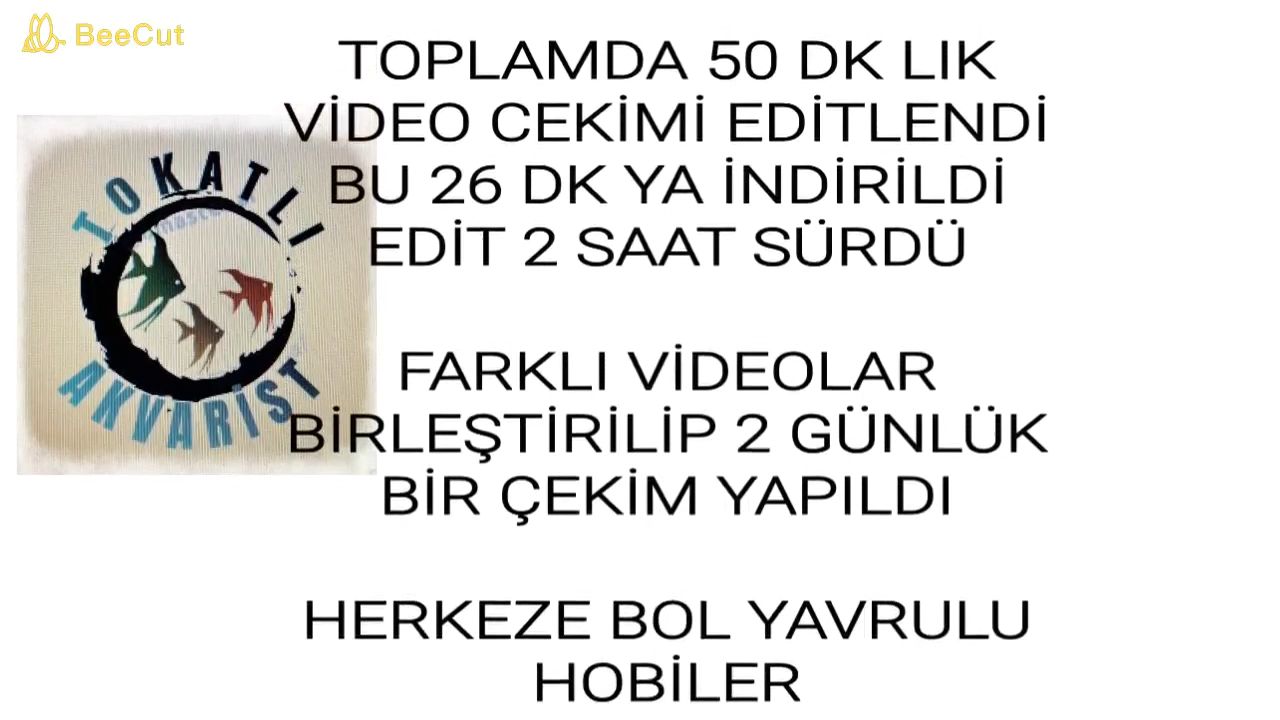 BeeCut
TOPLAMDA 50 DK LIK
VİDEO CEKİMİ EDİTLENDİ
BU 26 DK YA İNDİRİLDİ
EDİT 2 SAAT SÜRDÜ
FARKLI VİDEOLAR
BİRLEŞTİRİLİP 2 GÜNLÜK
BİR ÇEKİM YAPILDI
HERKEZE BOL YAVRULU
HOBİLER
TOKATLI
AKVARİST